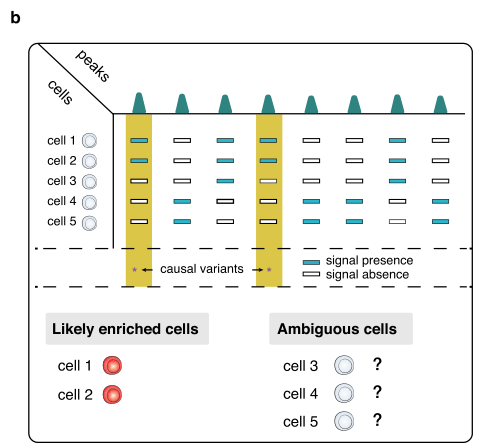 b
peaks
cells
cell 1
cell 2
cell 3
cell 4
cell 5
* causal variants *
signal presence
signal absence
Likely enriched cells
cell 1
cell 2
Ambiguous cells
cell 3 ?
cell 4 ?
cell 5 ?